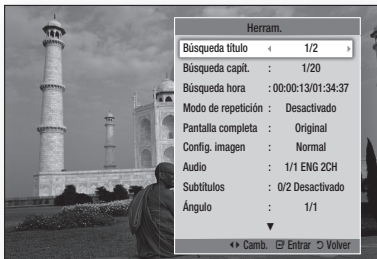 Herram.
Búsqueda título ◂ 1/2 ▸
Búsqueda capít. : 1/20
Búsqueda hora : 00:00:13/01:34:37
Modo de repetición : Desactivado
Pantalla completa : Original
Config. imagen : Normal
Audio : 1/1 ENG 2CH
Subtítulos : 0/2 Desactivado
Ángulo : 1/1
▼
◂▸ Camb. Entrar Volver